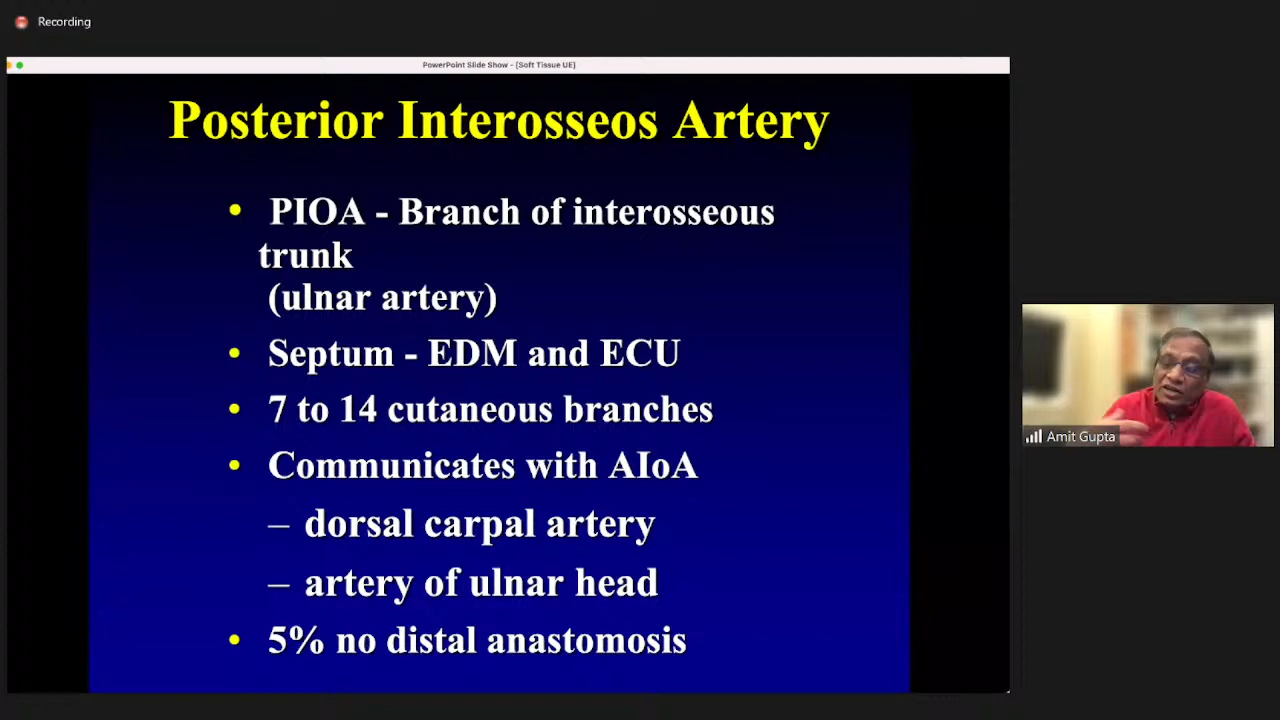 Recording
PowerPoint Slide Show - [Soft Tissue UE]
Posterior Interosseos Artery
• PIOA - Branch of interosseous
trunk
(ulnar artery)
• Septum - EDM and ECU
• 7 to 14 cutaneous branches
• Communicates with AIoA
– dorsal carpal artery
– artery of ulnar head
• 5% no distal anastomosis
Amit Gupta